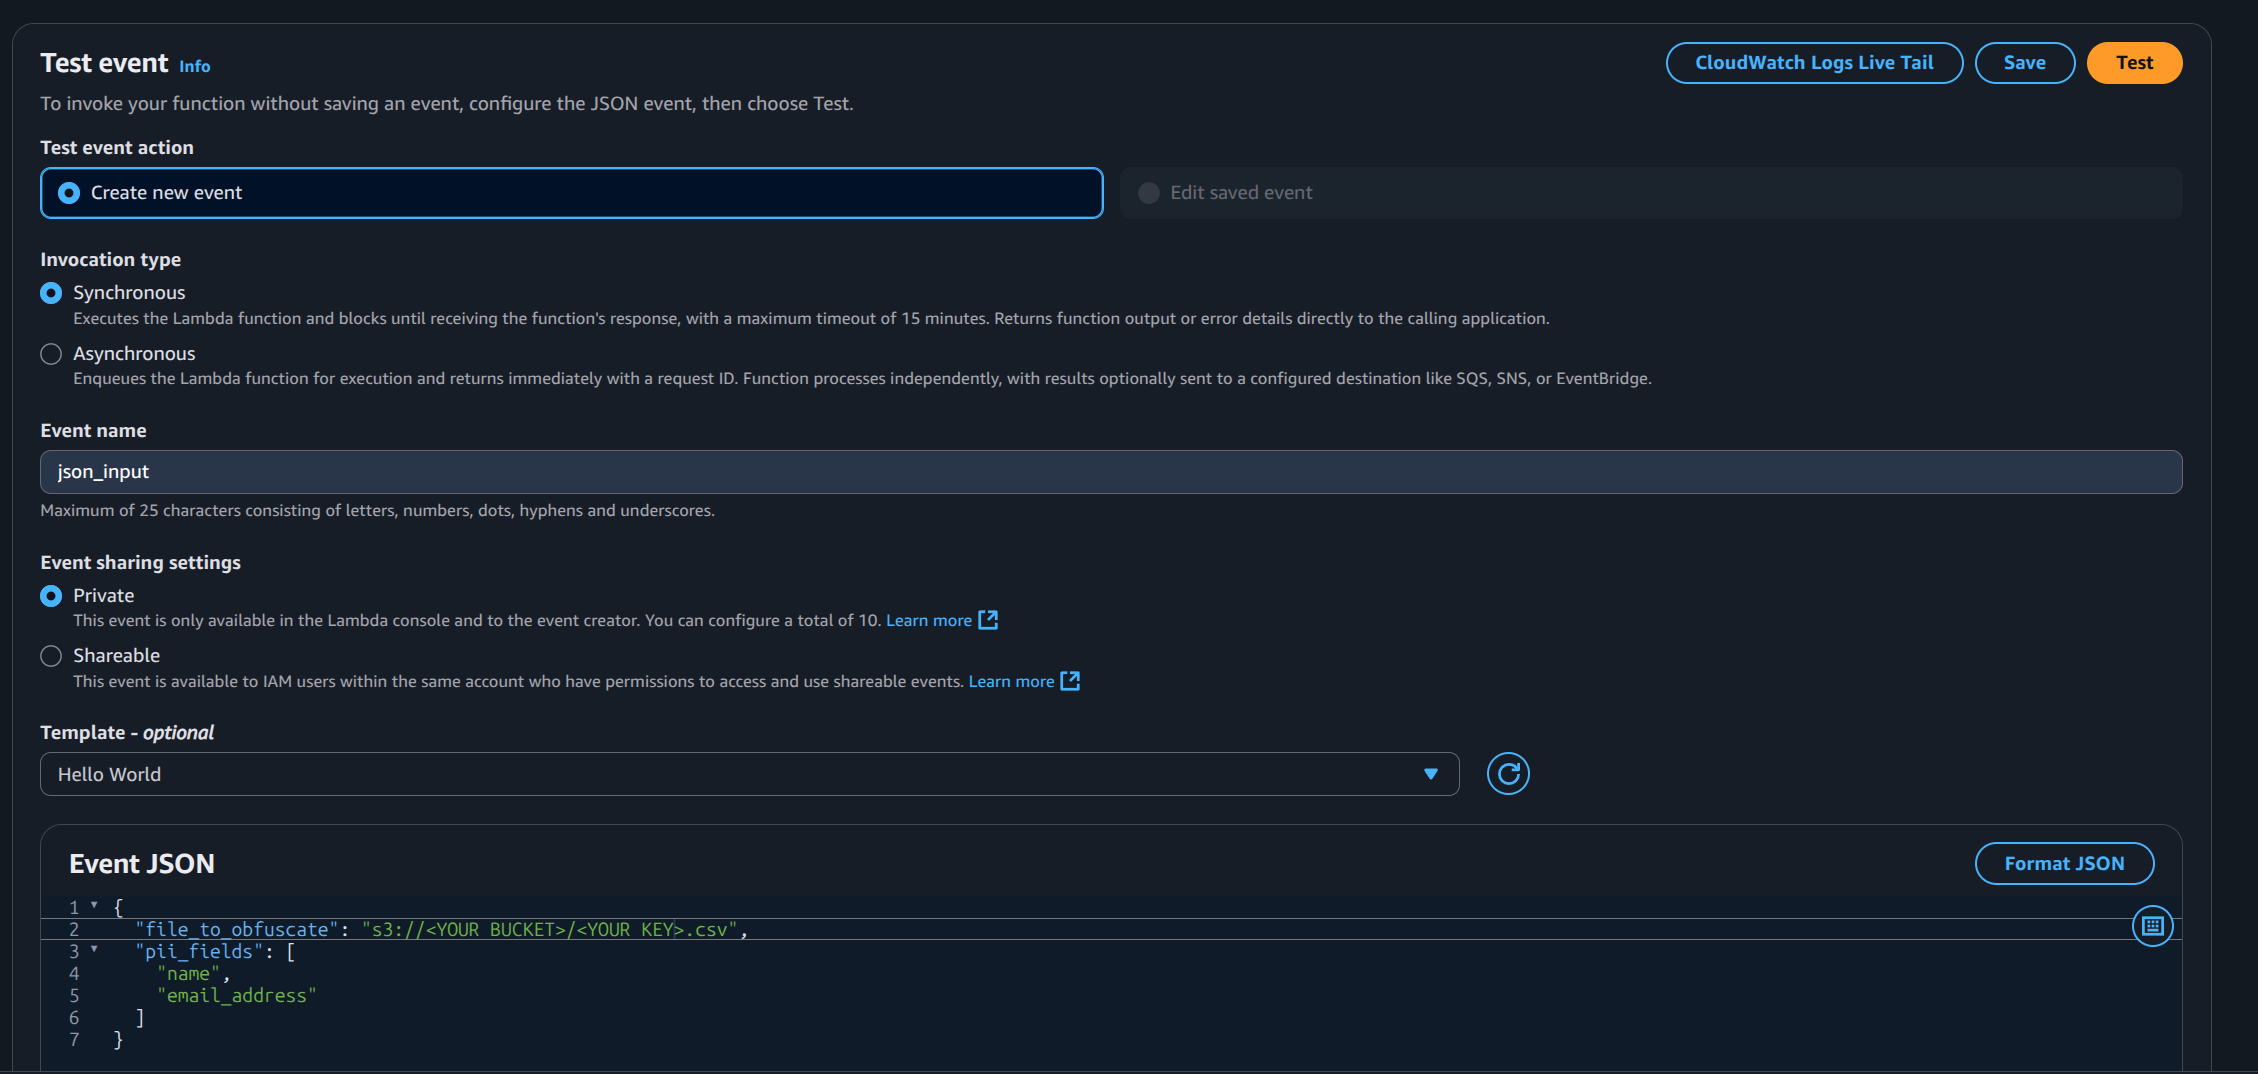 Test event Info
CloudWatch Logs Live Tail
Save
Test
To invoke your function without saving an event, configure the JSON event, then choose Test.
Test event action
Create new event
Edit saved event
Invocation type
Synchronous
Executes the Lambda function and blocks until receiving the function's response, with a maximum timeout of 15 minutes. Returns function output or error details directly to the calling application.
Asynchronous
Enqueues the Lambda function for execution and returns immediately with a request ID. Function processes independently, with results optionally sent to a configured destination like SQS, SNS, or EventBridge.
Event name
json_input
Maximum of 25 characters consisting of letters, numbers, dots, hyphens and underscores.
Event sharing settings
Private
This event is only available in the Lambda console and to the event creator. You can configure a total of 10. Learn more
Shareable
This event is available to IAM users within the same account who have permissions to access and use shareable events. Learn more
Template - optional
Hello World
Event JSON
Format JSON
1 {
2 "file_to_obfuscate": "s3://<YOUR BUCKET>/<YOUR KEY>.csv",
3 "pii_fields": [
4 "name",
5 "email_address"
6 ]
7 }